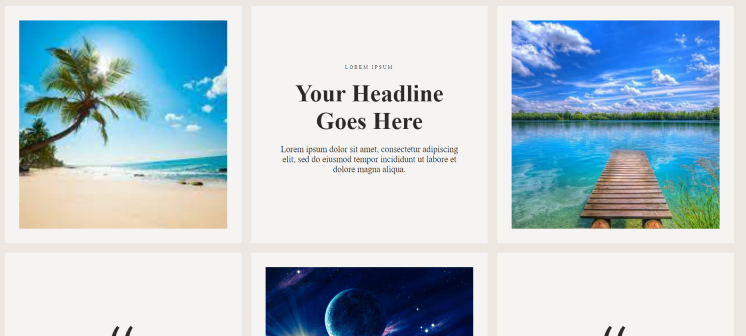 LOREM IPSUM
Your Headline
Goes Here
Lorem ipsum dolor sit amet, consectetur adipiscing
elit, sed do eiusmod tempor incididunt ut labore et
dolore magna aliqua.
“ “